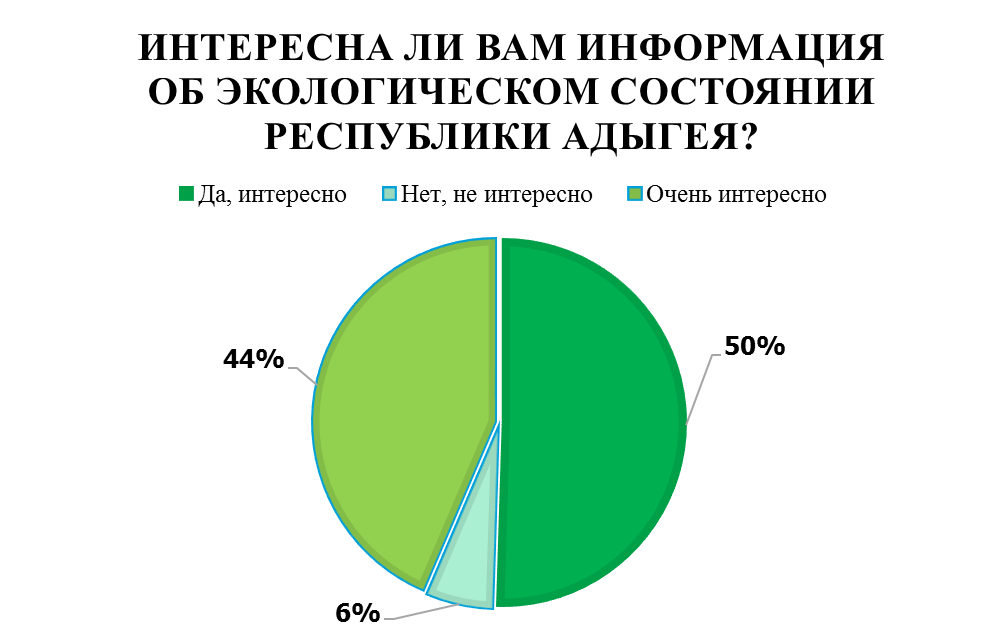 ИНТЕРЕСНА ЛИ ВАМ ИНФОРМАЦИЯ
ОБ ЭКОЛОГИЧЕСКОМ СОСТОЯНИИ
РЕСПУБЛИКИ АДЫГЕЯ?
Да, интересно Нет, не интересно Очень интересно
50%
44%
6%